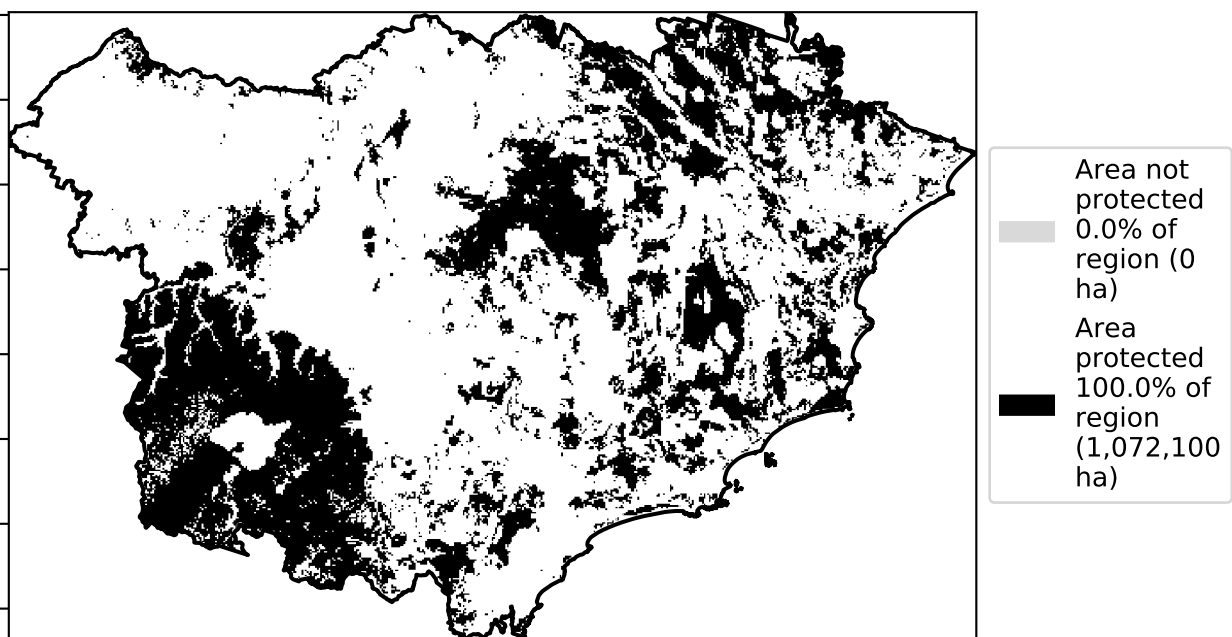 Area not
protected
0.0% of
region (0
ha)
Area
protected
100.0% of
region
(1,072,100
ha)